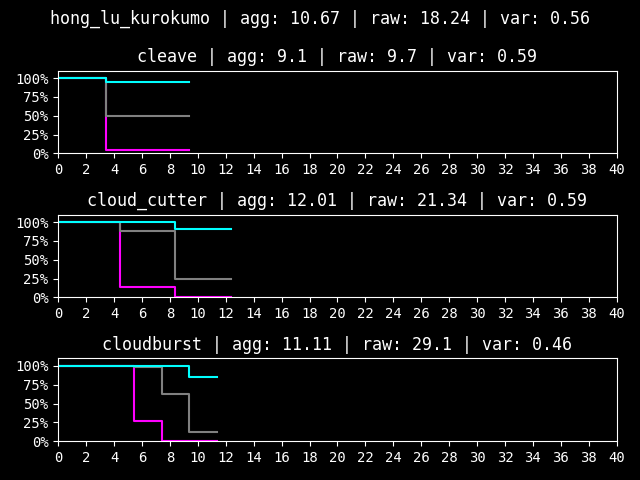 hong_lu_kurokumo | agg: 10.67 | raw: 18.24 | var: 0.56
cleave | agg: 9.1 | raw: 9.7 | var: 0.59
100%
75%
50%
25%
0%
0 2 4 6 8 10 12 14 16 18 20 22 24 26 28 30 32 34 36 38 40
cloud_cutter | agg: 12.01 | raw: 21.34 | var: 0.59
100%
75%
50%
25%
0%
0 2 4 6 8 10 12 14 16 18 20 22 24 26 28 30 32 34 36 38 40
cloudburst | agg: 11.11 | raw: 29.1 | var: 0.46
100%
75%
50%
25%
0%
0 2 4 6 8 10 12 14 16 18 20 22 24 26 28 30 32 34 36 38 40